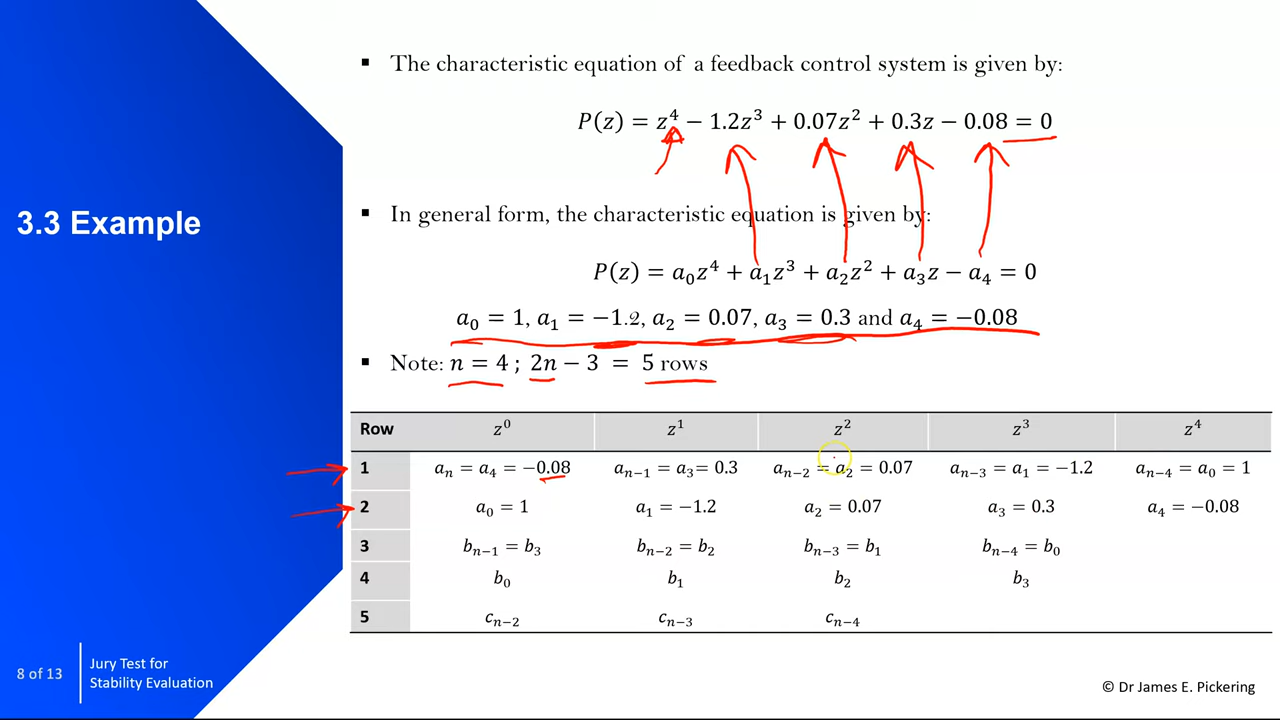 3.3 Example
▪ The characteristic equation of a feedback control system is given by:
P(z) = z⁴ − 1.2z³ + 0.07z² + 0.3z − 0.08 = 0
▪ In general form, the characteristic equation is given by:
P(z) = a₀z⁴ + a₁z³ + a₂z² + a₃z − a₄ = 0
a₀ = 1, a₁ = −1.2, a₂ = 0.07, a₃ = 0.3 and a₄ = −0.08
▪ Note: n = 4 ; 2n − 3 = 5 rows
Row z⁰ z¹ z² z³ z⁴
1 aₙ = a₄ = −0.08 aₙ₋₁ = a₃= 0.3 aₙ₋₂ = a₂ = 0.07 aₙ₋₃ = a₁ = −1.2 aₙ₋₄ = a₀ = 1
2 a₀ = 1 a₁ = −1.2 a₂ = 0.07 a₃ = 0.3 a₄ = −0.08
3 bₙ₋₁ = b₃ bₙ₋₂ = b₂ bₙ₋₃ = b₁ bₙ₋₄ = b₀
4 b₀ b₁ b₂ b₃
5 cₙ₋₂ cₙ₋₃ cₙ₋₄
8 of 13
Jury Test for
Stability Evaluation
© Dr James E. Pickering